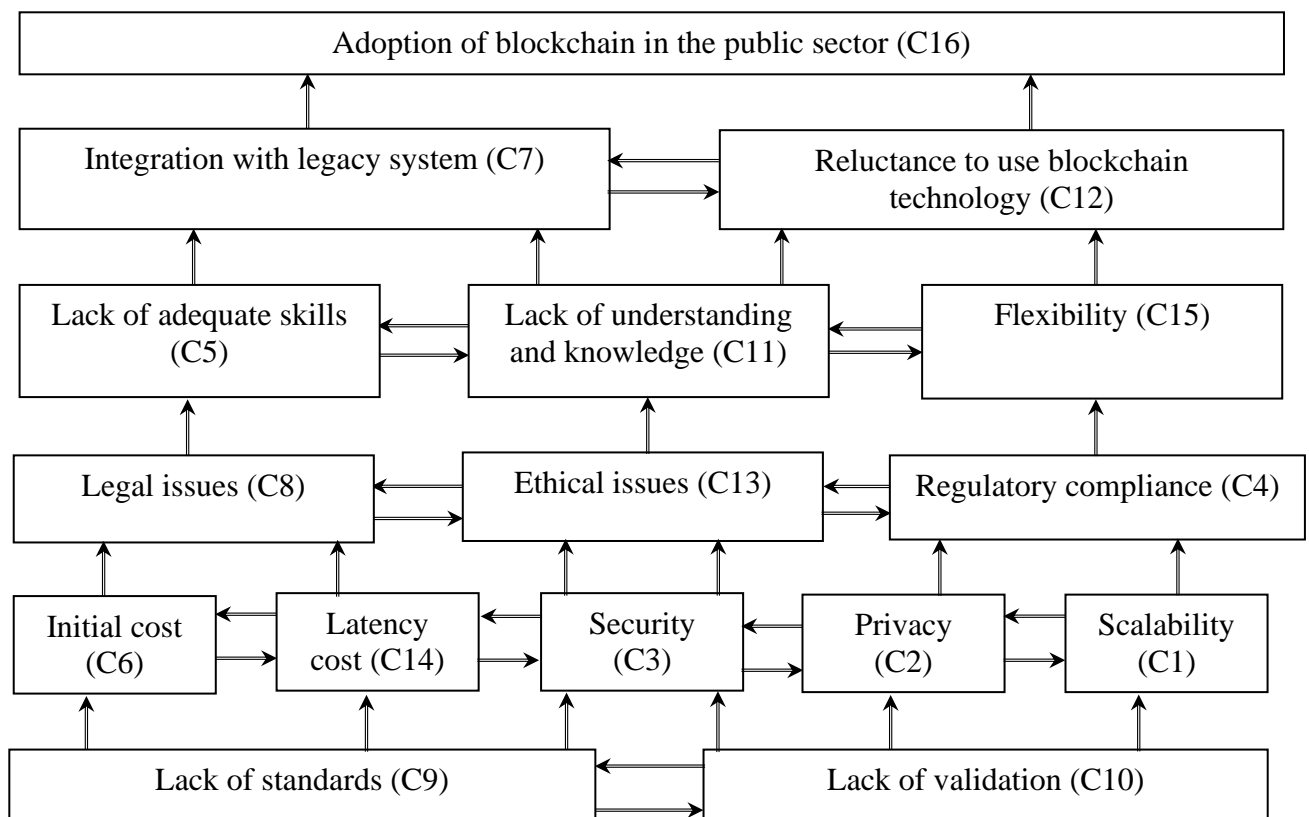 Adoption of blockchain in the public sector (C16)
Integration with legacy system (C7)
Reluctance to use blockchain
technology (C12)
Lack of adequate skills
(C5)
Lack of understanding
and knowledge (C11)
Flexibility (C15)
Legal issues (C8)
Ethical issues (C13)
Regulatory compliance (C4)
Initial cost
(C6)
Latency
cost (C14)
Security
(C3)
Privacy
(C2)
Scalability
(C1)
Lack of standards (C9)
Lack of validation (C10)